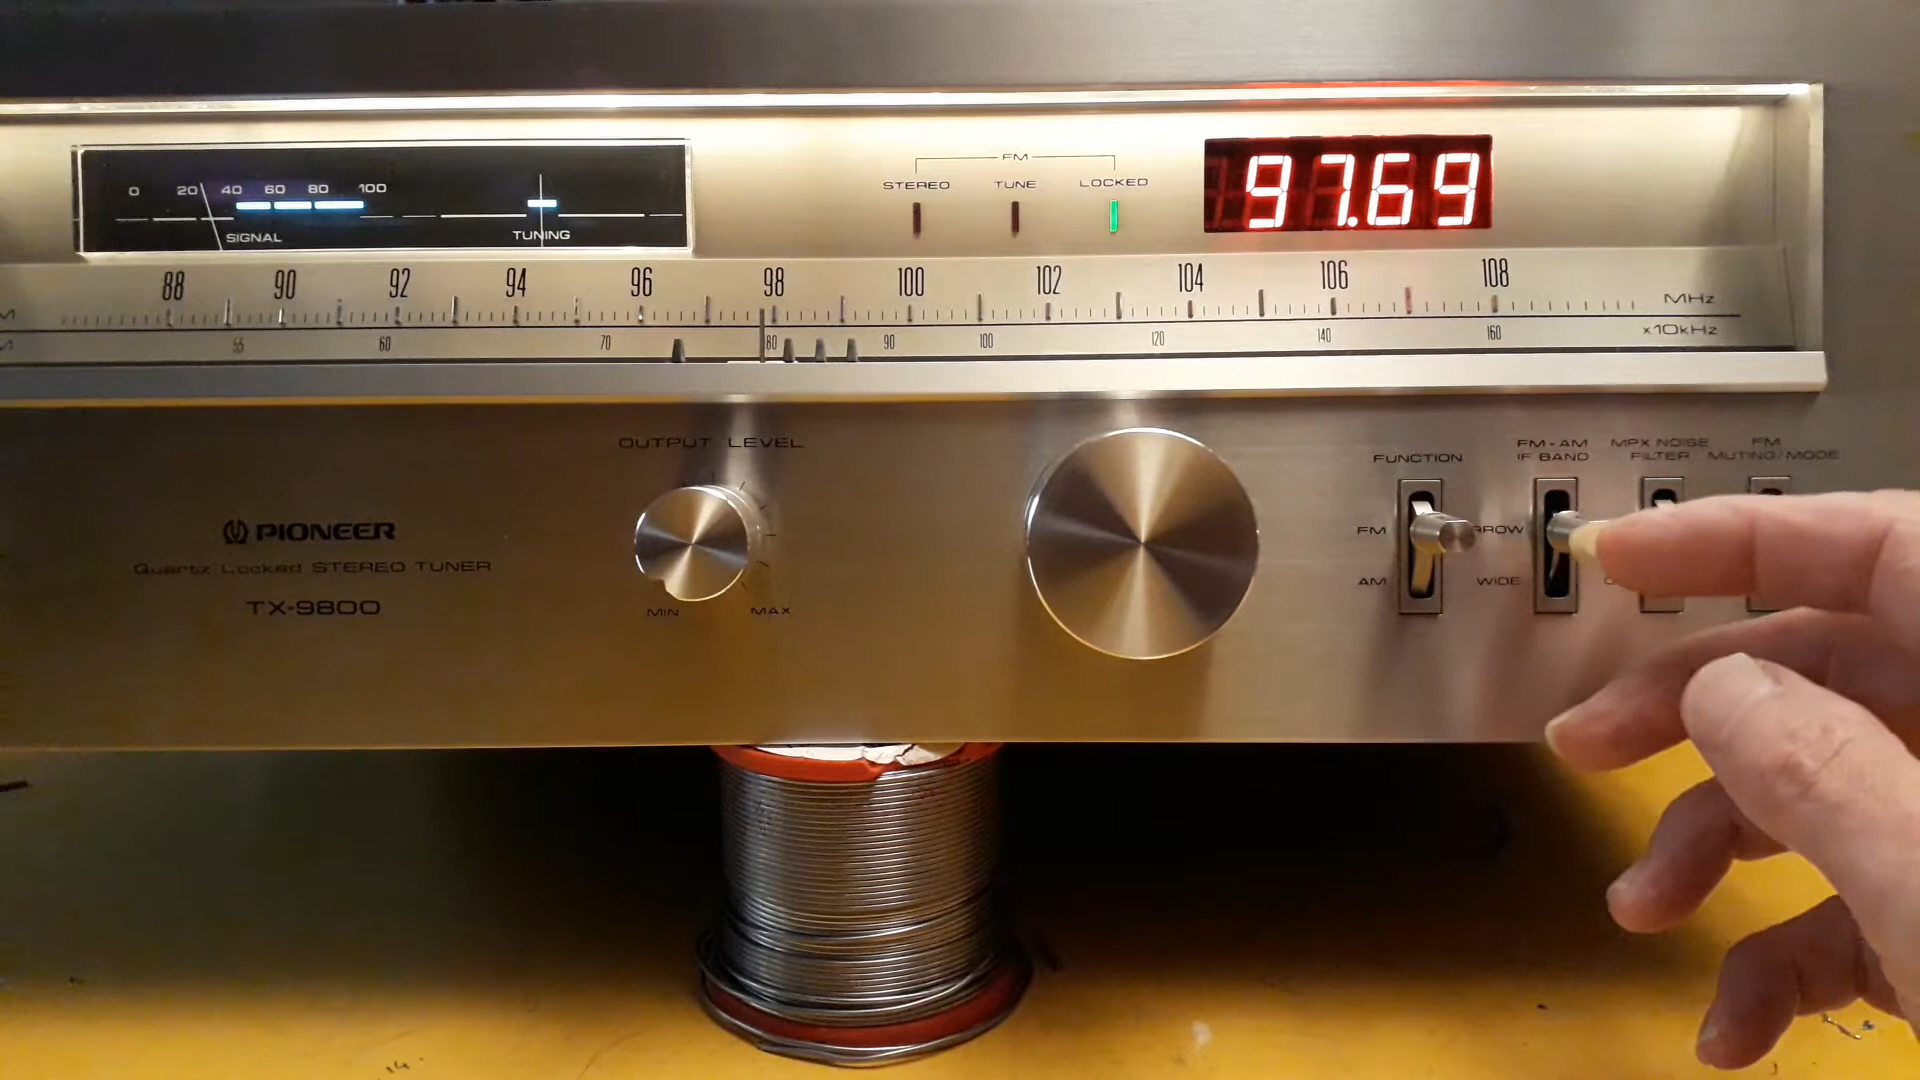 FM
STEREO TUNE LOCKED
97.69
0 20 40 60 80 100
SIGNAL TUNING
88 90 92 94 96 98 100 102 104 106 108 MHz
55 60 70 80 90 100 120 140 160 x10kHz
OUTPUT LEVEL
MIN MAX
PIONEER
Quartz Locked STEREO TUNER
TX-9800
FUNCTION
FM
AM
FM-AM
IF BAND
WIDE
MPX NOISE
FILTER
FM
MUTING/MODE